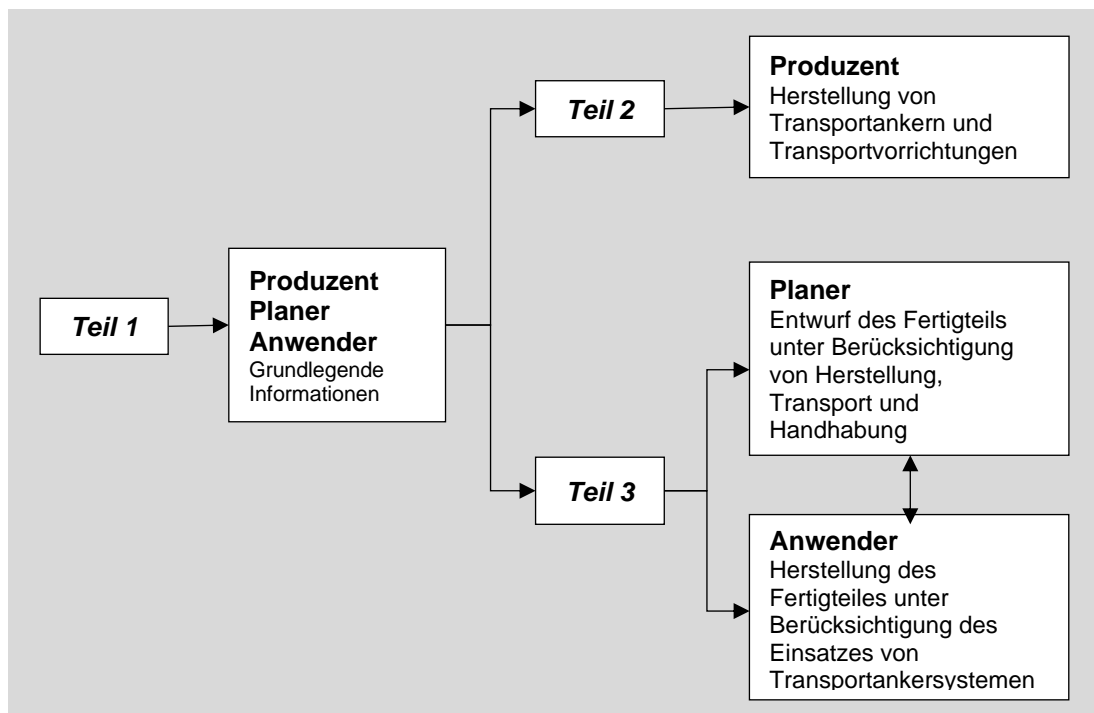 Teil 1
Produzent
Planer
Anwender
Grundlegende
Informationen
Teil 2
Produzent
Herstellung von
Transportankern und
Transportvorrichtungen
Teil 3
Planer
Entwurf des Fertigteils
unter Berücksichtigung
von Herstellung,
Transport und
Handhabung
Anwender
Herstellung des
Fertigteiles unter
Berücksichtigung des
Einsatzes von
Transportankersystemen